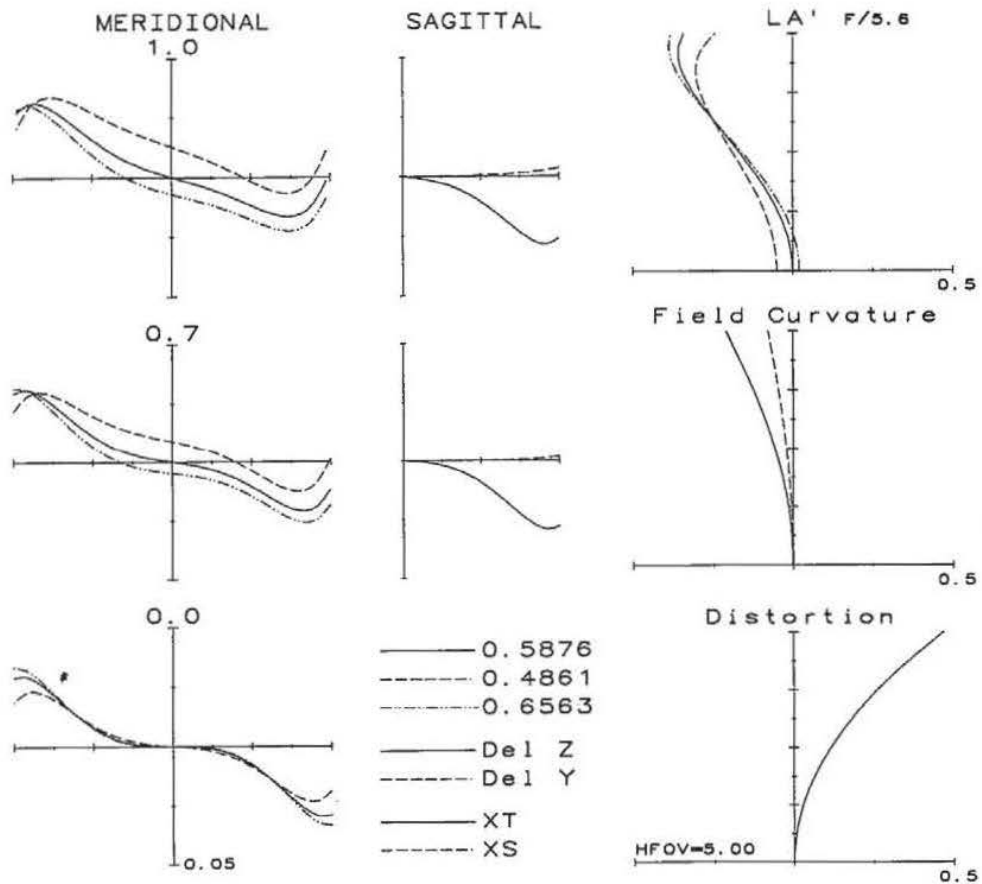 MERIDIONAL
SAGITTAL
LA' F/5.6
1.0
0.5
0.7
Field Curvature
0.5
0.0
Distortion
0.5876
0.4861
0.6563
Del Z
Del Y
XT
XS
0.05
HFOV=5.00
0.5